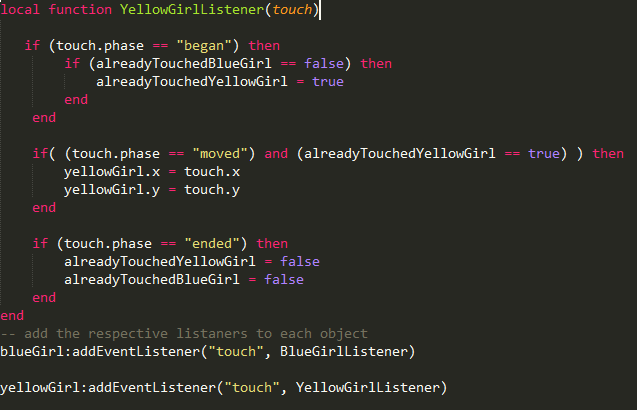 local function YellowGirlListener(touch)
if (touch.phase == "began") then
if (alreadyTouchedBlueGirl == false) then
alreadyTouchedYellowGirl = true
end
end
if( (touch.phase == "moved") and (alreadyTouchedYellowGirl == true) ) then
yellowGirl.x = touch.x
yellowGirl.y = touch.y
end
if (touch.phase == "ended") then
alreadyTouchedYellowGirl = false
alreadyTouchedBlueGirl = false
end
end
-- add the respective listaners to each object
blueGirl:addEventListener("touch", BlueGirlListener)
yellowGirl:addEventListener("touch", YellowGirlListener)